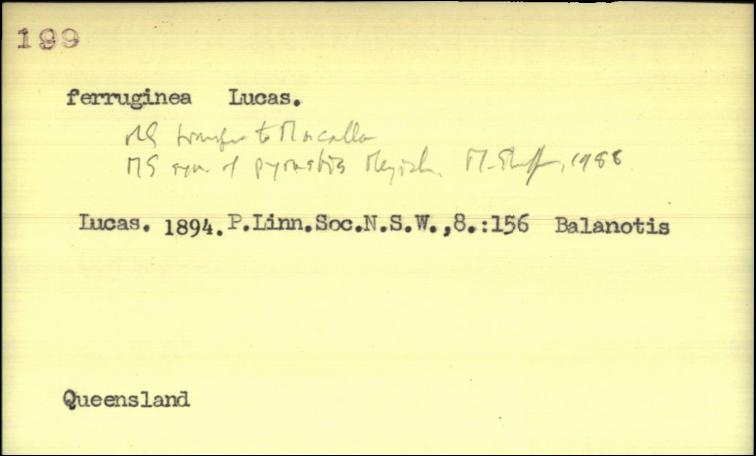 199
ferruginea Lucas.
MS transfer to Macalla
MS syn. of pyrastis Meyrick. M. Shaffer, 1988
Lucas. 1894. P.Linn.Soc.N.S.W.,8.:156 Balanotis
Queensland